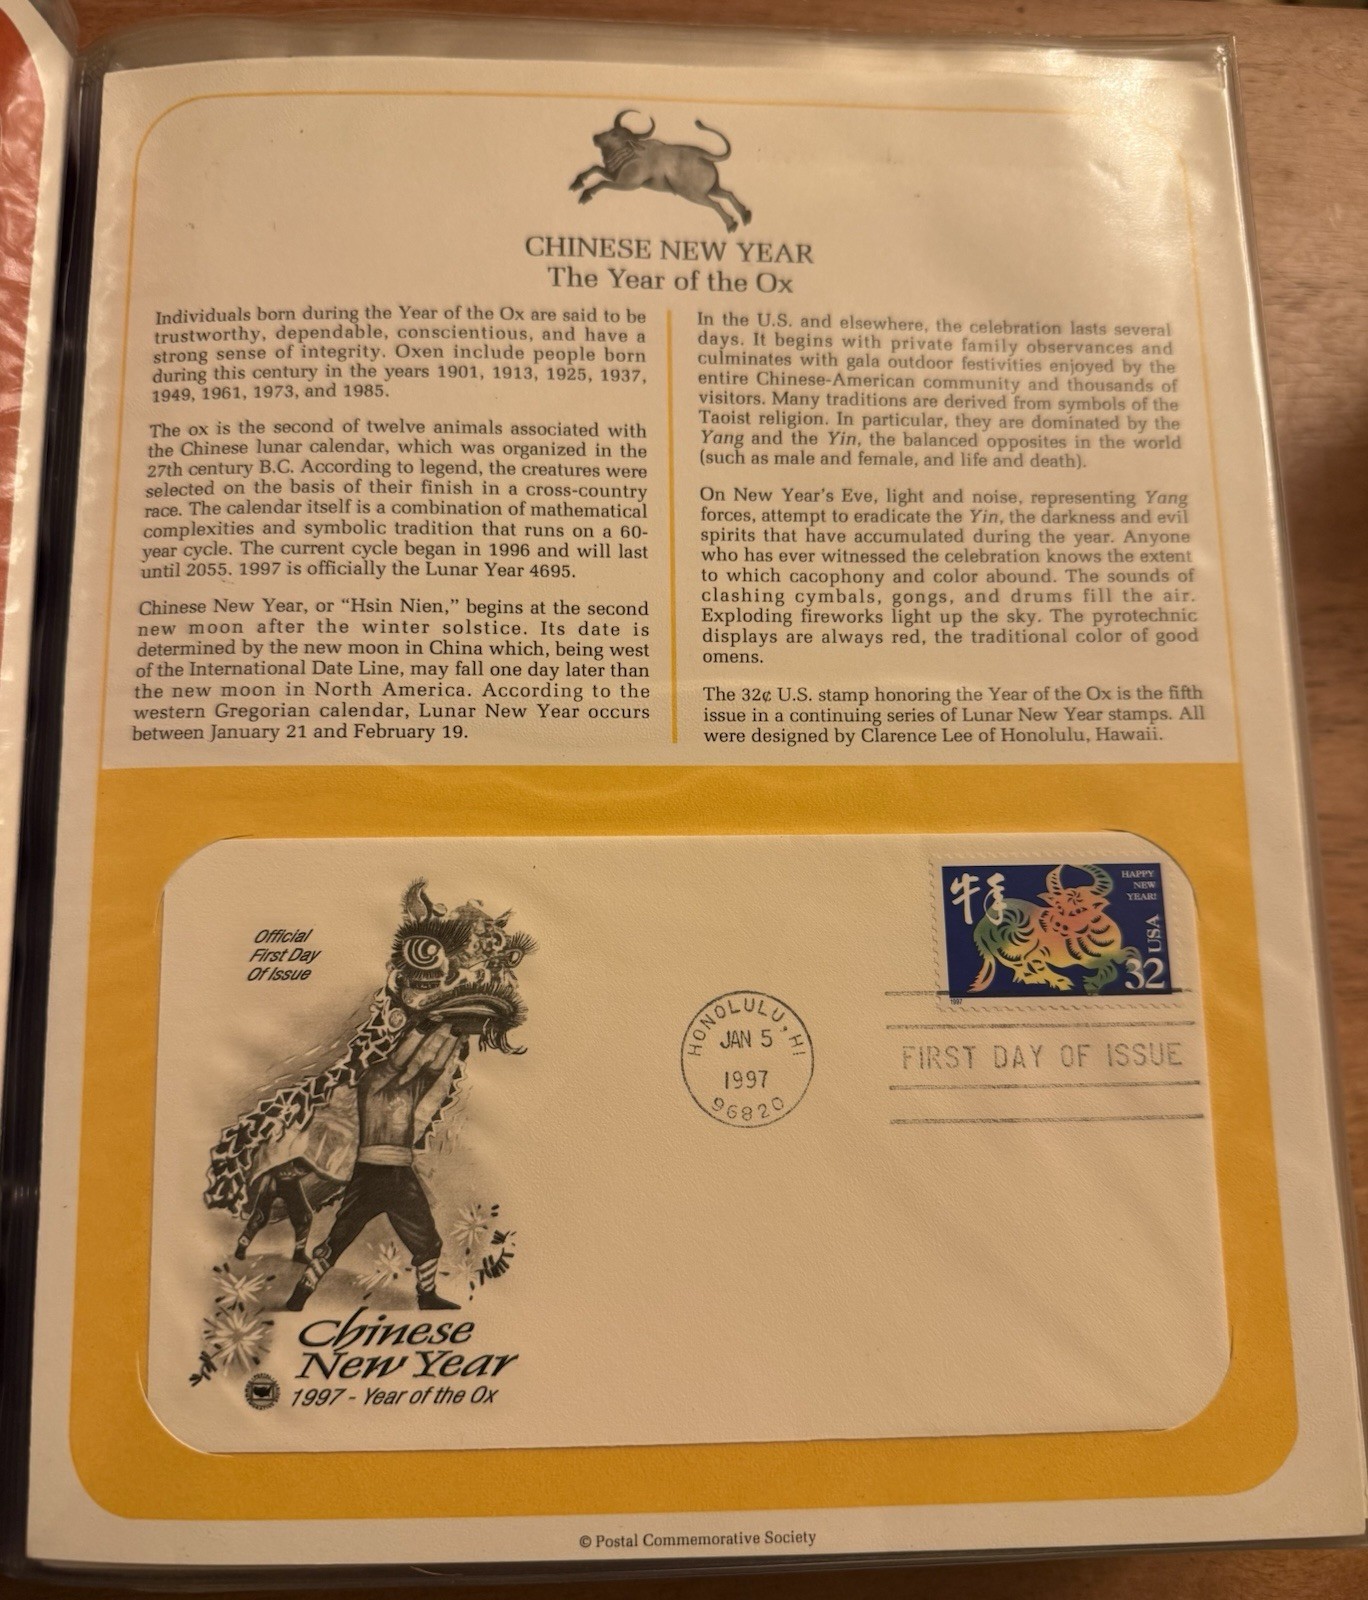 CHINESE NEW YEAR
The Year of the Ox
Individuals born during the Year of the Ox are said to be
trustworthy, dependable, conscientious, and have a
strong sense of integrity. Oxen include people born
during this century in the years 1901, 1913, 1925, 1937,
1949, 1961, 1973, and 1985.
The ox is the second of twelve animals associated with
the Chinese lunar calendar, which was organized in the
27th century B.C. According to legend, the creatures were
selected on the basis of their finish in a cross-country
race. The calendar itself is a combination of mathematical
complexities and symbolic tradition that runs on a 60-
year cycle. The current cycle began in 1996 and will last
until 2055. 1997 is officially the Lunar Year 4695.
Chinese New Year, or “Hsin Nien,” begins at the second
new moon after the winter solstice. Its date is
determined by the new moon in China which, being west
of the International Date Line, may fall one day later than
the new moon in North America. According to the
western Gregorian calendar, Lunar New Year occurs
between January 21 and February 19.
In the U.S. and elsewhere, the celebration lasts several
days. It begins with private family observances and
culminates with gala outdoor festivities enjoyed by the
entire Chinese-American community and thousands of
visitors. Many traditions are derived from symbols of the
Taoist religion. In particular, they are dominated by the
Yang and the Yin, the balanced opposites in the world
(such as male and female, and life and death).
On New Year’s Eve, light and noise, representing Yang
forces, attempt to eradicate the Yin, the darkness and evil
spirits that have accumulated during the year. Anyone
who has ever witnessed the celebration knows the extent
to which cacophony and color abound. The sounds of
clashing cymbals, gongs, and drums fill the air.
Exploding fireworks light up the sky. The pyrotechnic
displays are always red, the traditional color of good
omens.
The 32¢ U.S. stamp honoring the Year of the Ox is the fifth
issue in a continuing series of Lunar New Year stamps. All
were designed by Clarence Lee of Honolulu, Hawaii.
Official
First Day
Of Issue
牛年
HAPPY
NEW
YEAR!
USA
32
1997
HONOLULU, HI
JAN 5
1997
96820
FIRST DAY OF ISSUE
Chinese
New Year
1997 - Year of the Ox
© Postal Commemorative Society